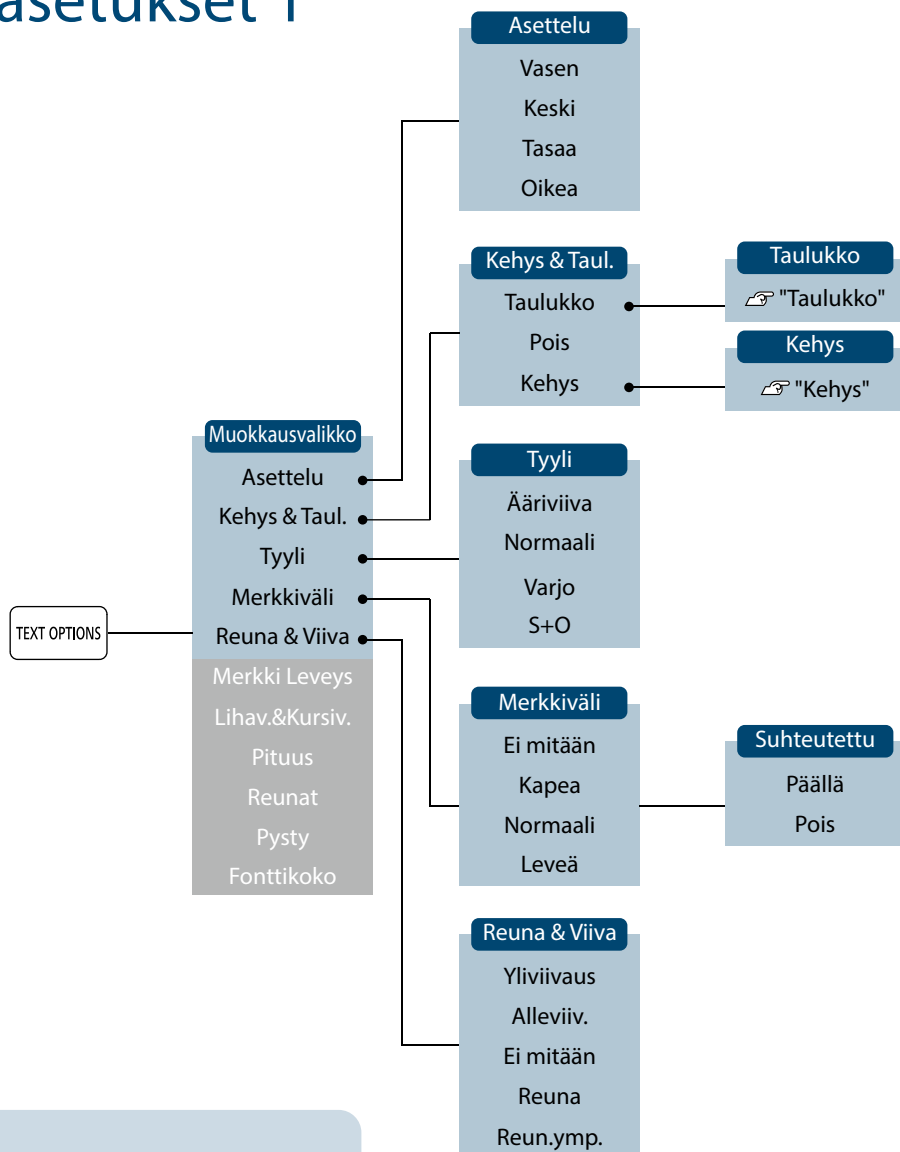 asetukset 1
TEXT OPTIONS
Muokkausvalikko
Asettelu
Kehys & Taul.
Tyyli
Merkkiväli
Reuna & Viiva
Merkki Leveys
Lihav.&Kursiv.
Pituus
Reunat
Pysty
Fonttikoko
Asettelu
Vasen
Keski
Tasaa
Oikea
Kehys & Taul.
Taulukko
Pois
Kehys
Taulukko
"Taulukko"
Kehys
"Kehys"
Tyyli
Ääriviiva
Normaali
Varjo
S+O
Merkkiväli
Ei mitään
Kapea
Normaali
Leveä
Suhteutettu
Päällä
Pois
Reuna & Viiva
Yliviivaus
Alleviiv.
Ei mitään
Reuna
Reun.ymp.